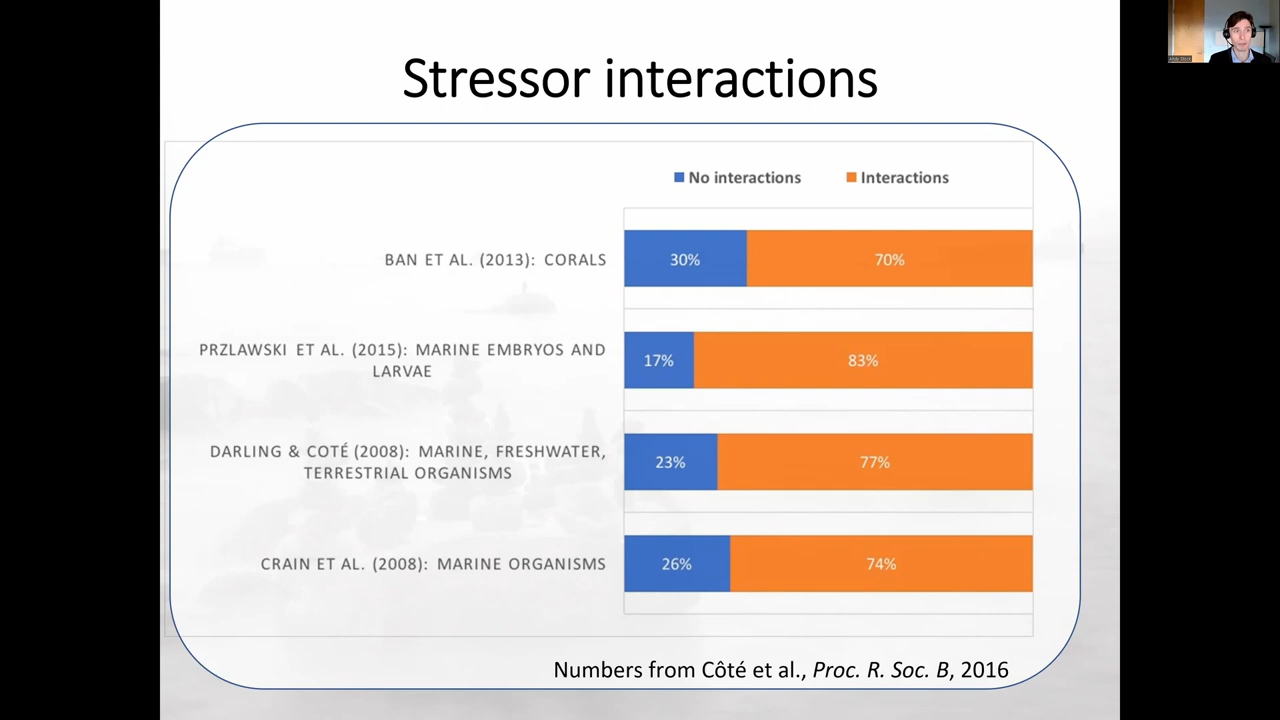 Stressor interactions
No interactions
Interactions
BAN ET AL. (2013): CORALS
30%
70%
PRZLAWSKI ET AL. (2015): MARINE EMBRYOS AND
LARVAE
17%
83%
DARLING & COTÉ (2008): MARINE, FRESHWATER,
TERRESTRIAL ORGANISMS
23%
77%
CRAIN ET AL. (2008): MARINE ORGANISMS
26%
74%
Numbers from Côté et al., Proc. R. Soc. B, 2016